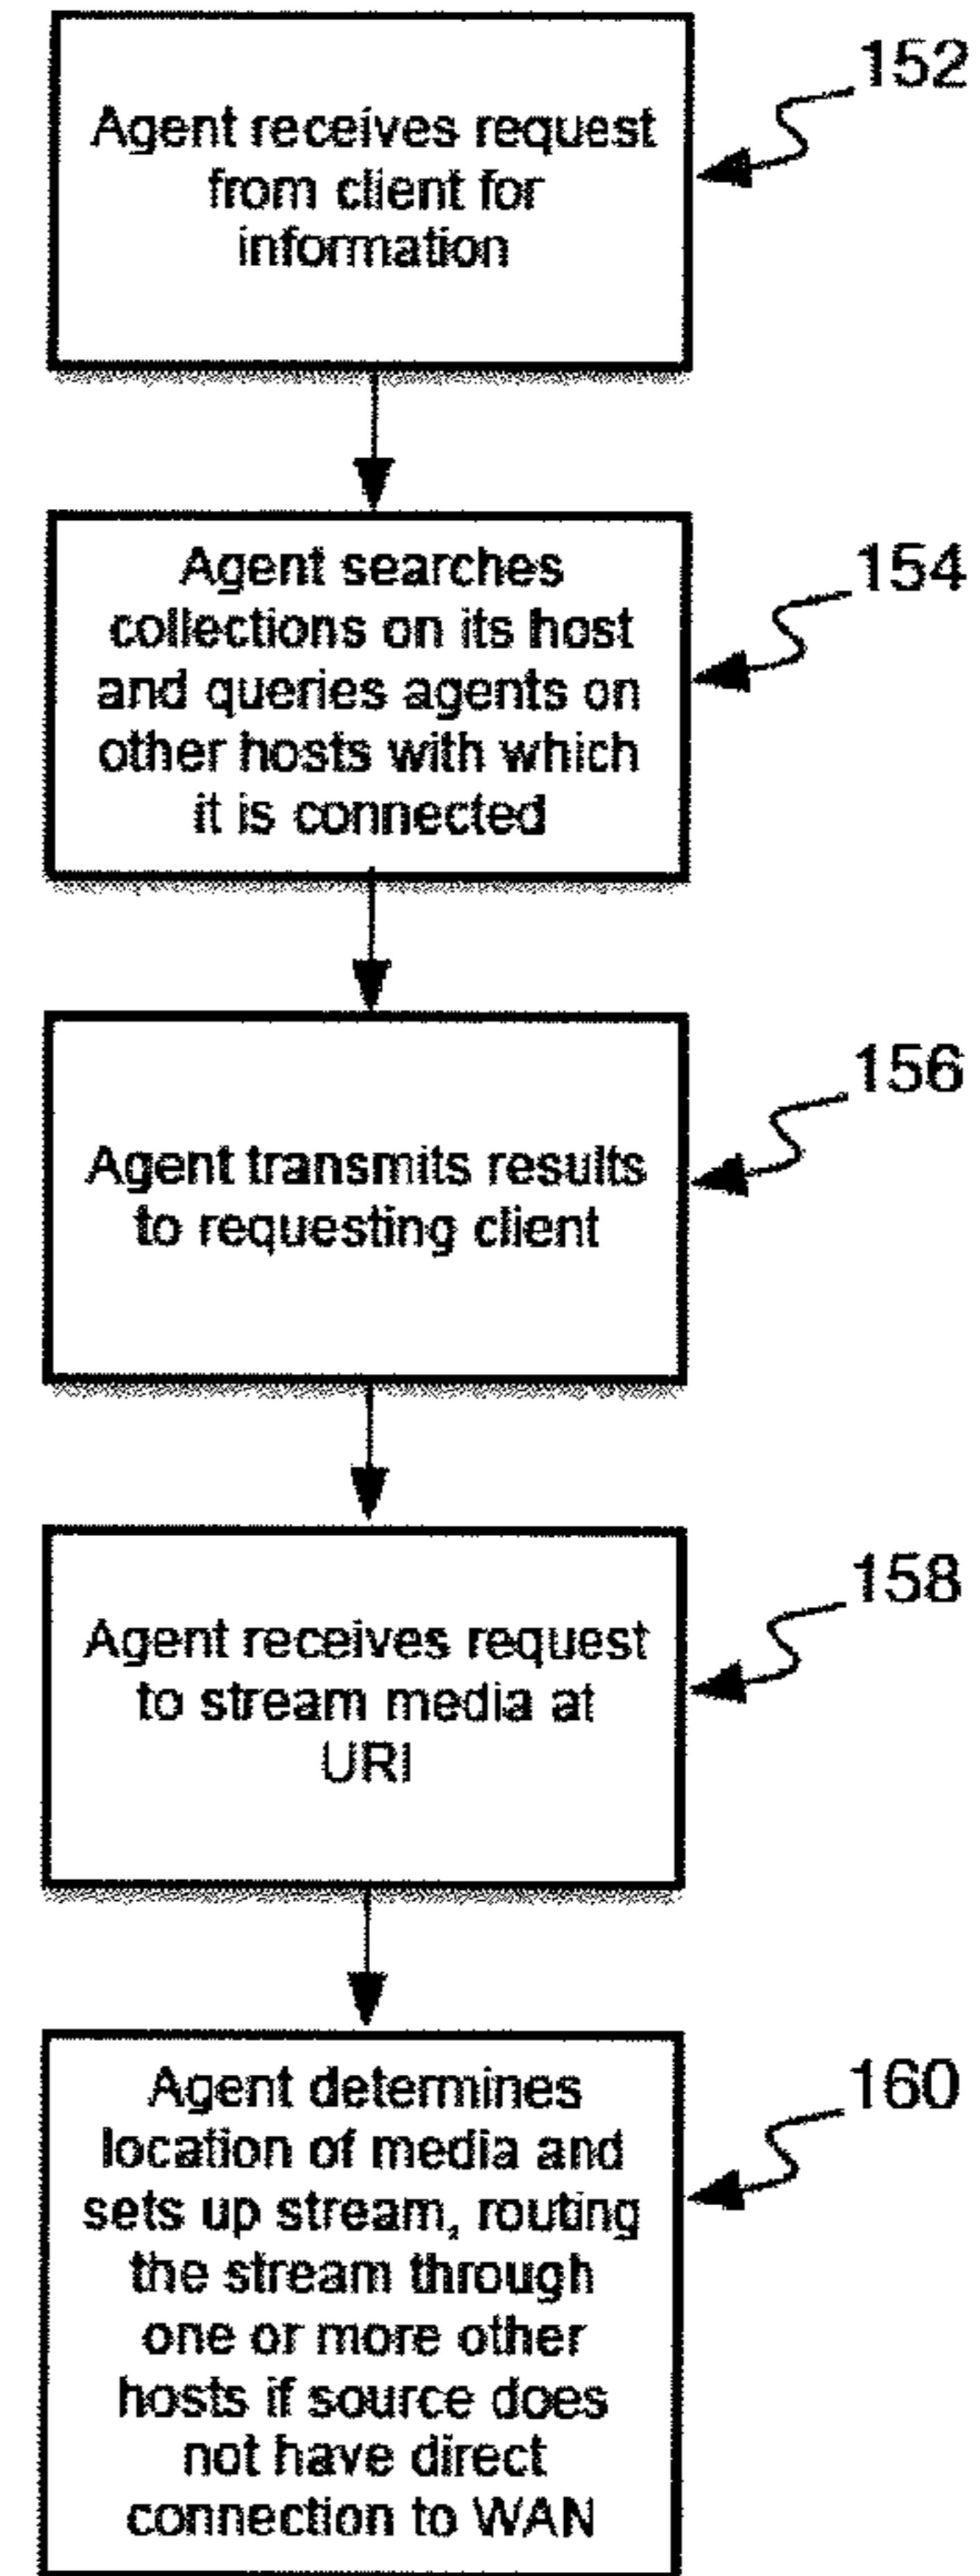 152
Agent receives request
from client for
information
154
Agent searches
collections on its host
and queries agents on
other hosts with which
it is connected
156
Agent transmits results
to requesting client
158
Agent receives request
to stream media at
URI
160
Agent determines
location of media and
sets up stream, routing
the stream through
one or more other
hosts if source does
not have direct
connection to WAN